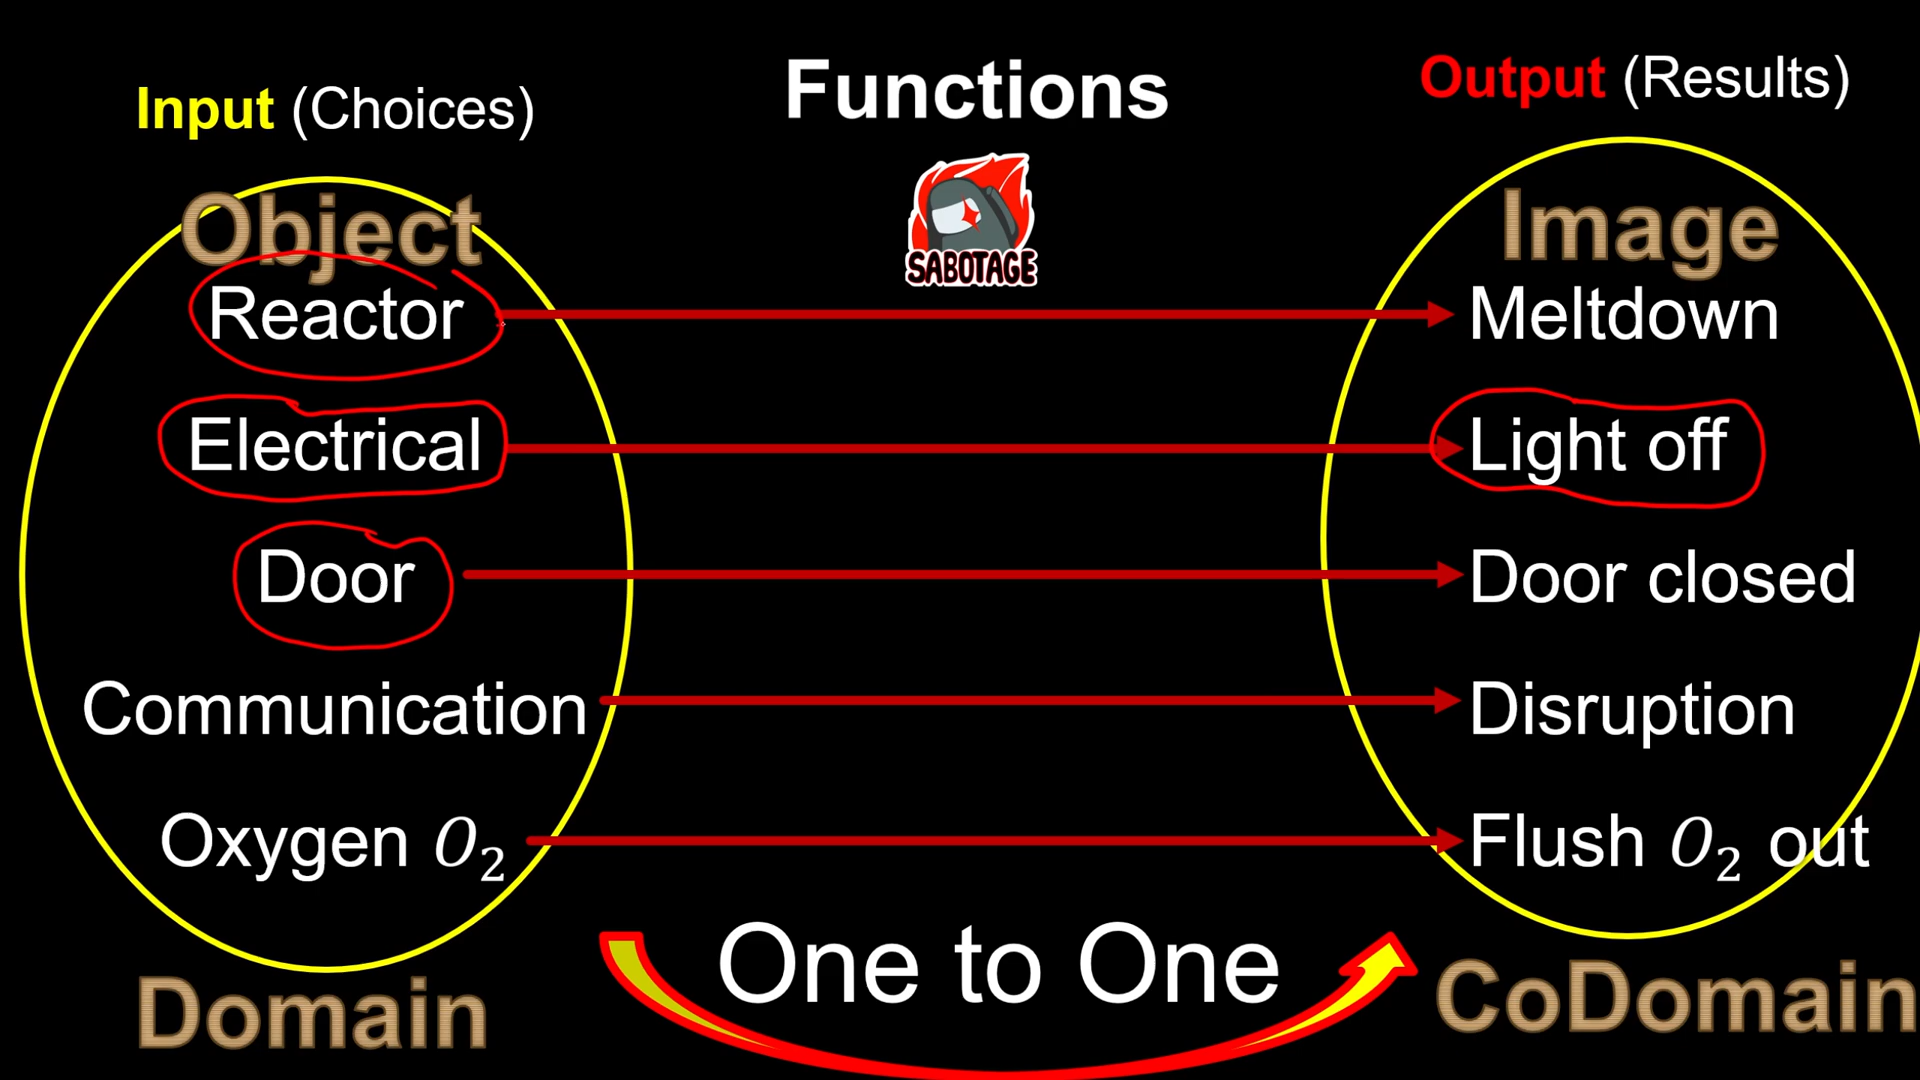 Functions
Input (Choices)
Output (Results)
SABOTAGE
Object
Image
Reactor
Meltdown
Electrical
Light off
Door
Door closed
Communication
Disruption
Oxygen O₂
Flush O₂ out
One to One
Domain
CoDomain